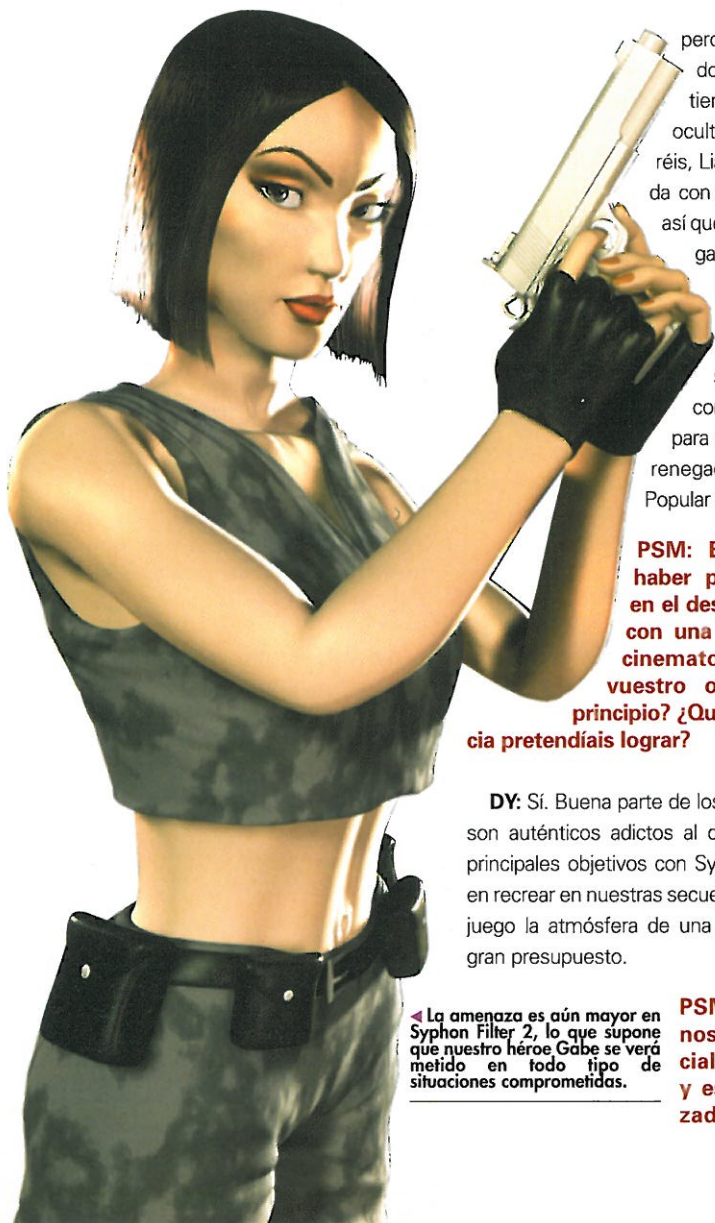 perc
do
tien
ocult
réis, Lia
da con
así que
ga
co
para
renegad
Popular
PSM: E
haber p
en el des
con una
cinemato
vuestro o
principio? ¿Qu
cia pretendíais lograr?
DY: Sí. Buena parte de los
son auténticos adictos al c
principales objetivos con Sy
en recrear en nuestras secue
juego la atmósfera de una
gran presupuesto.
◄ La amenaza es aún mayor en
Syphon Filter 2, lo que supone
que nuestro héroe Gabe se verá
metido en todo tipo de
situaciones comprometidas.
PSM
nos
cial
y es
zad